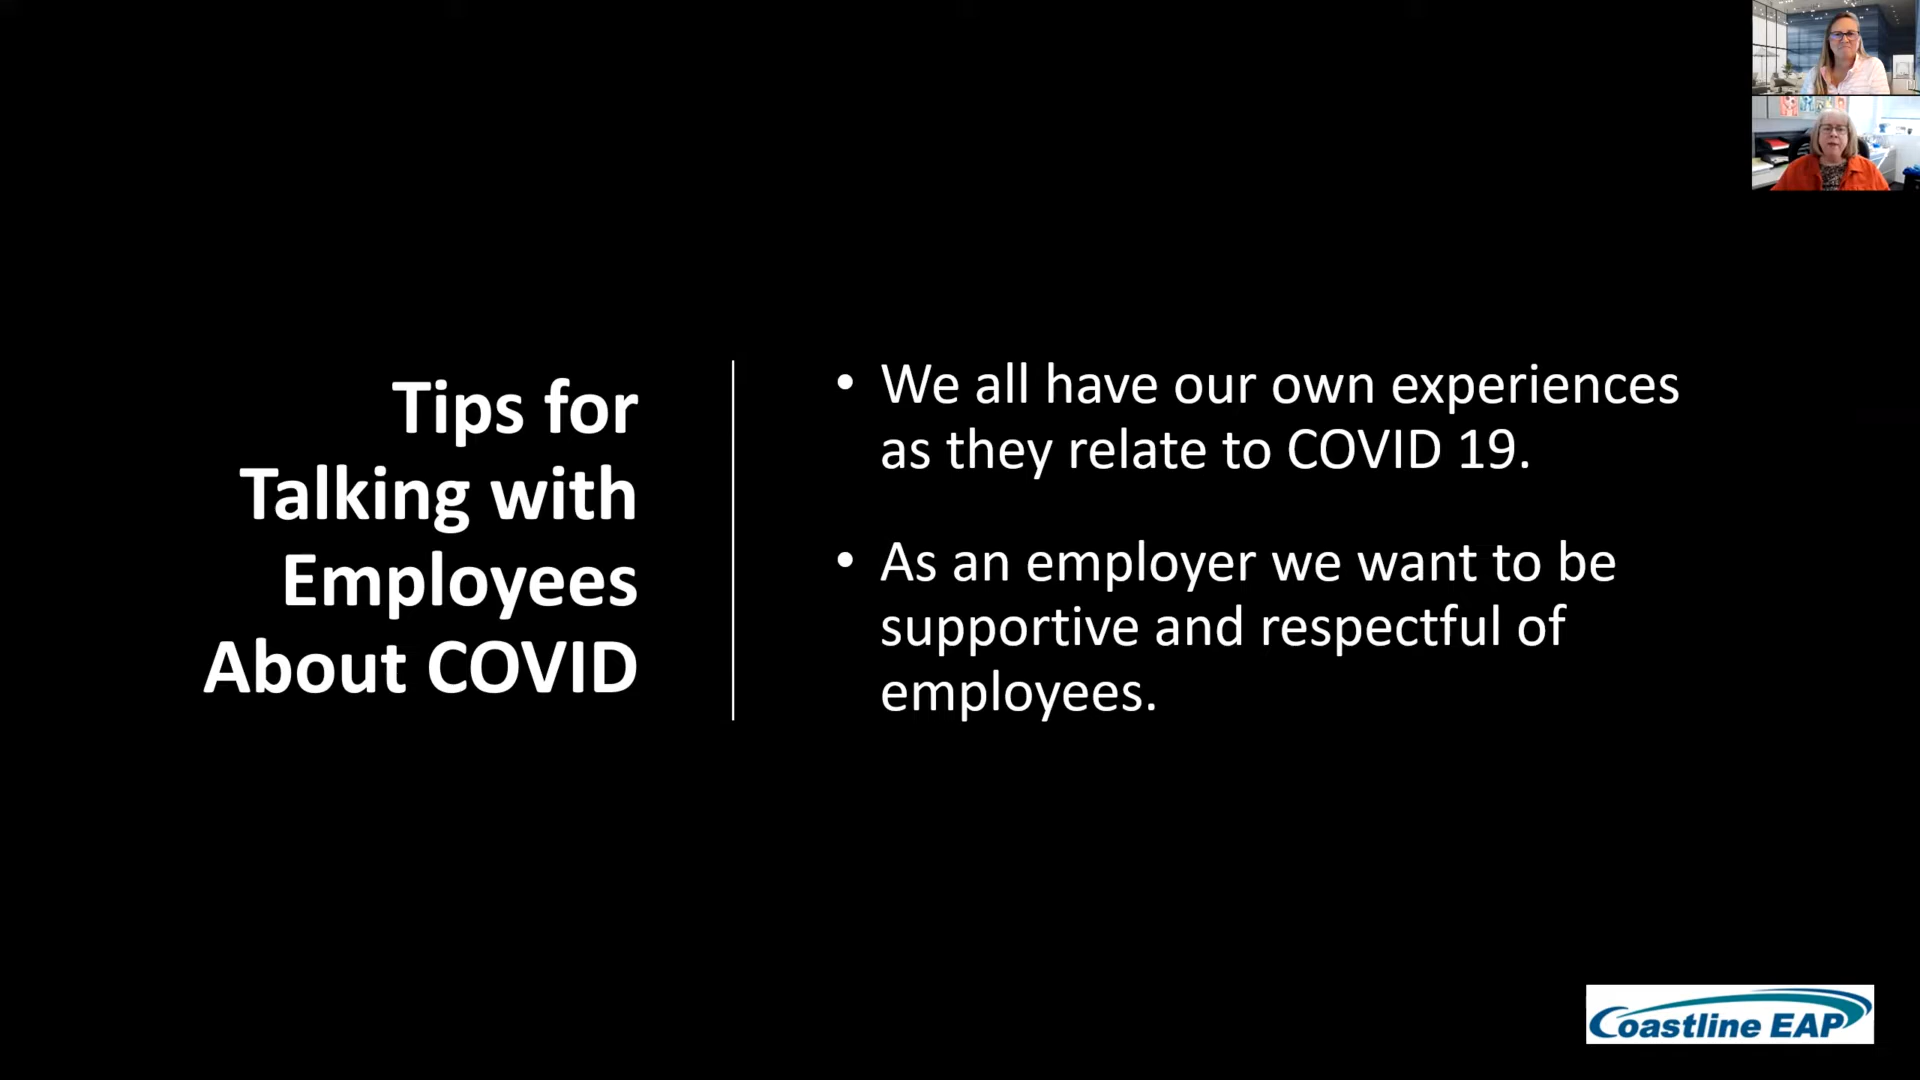 Tips for
Talking with
Employees
About COVID
• We all have our own experiences
as they relate to COVID 19.
• As an employer we want to be
supportive and respectful of
employees.
Coastline EAP